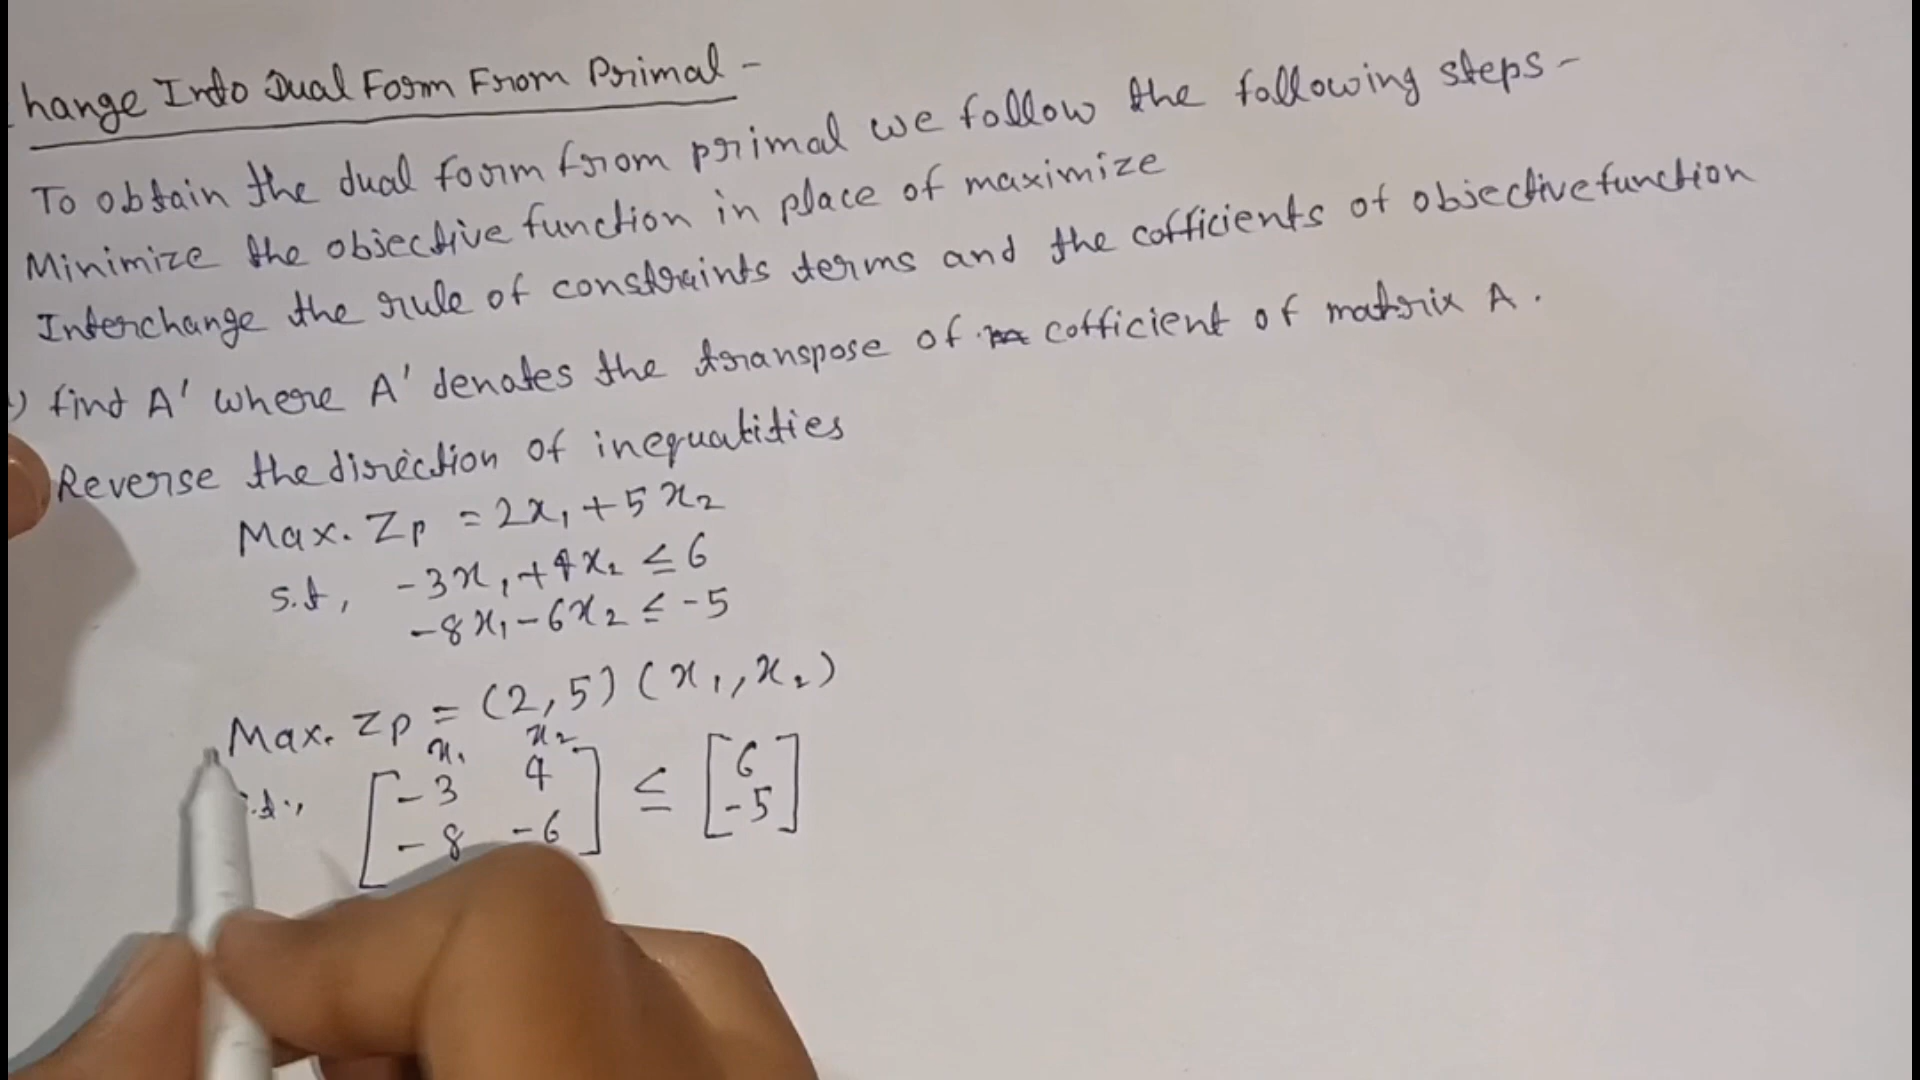 hange Into Dual Form From Primal -
To obtain the dual form from primal we follow the following steps -
Minimize the objective function in place of maximize
Interchange the rule of constraints terms and the cofficients of objective function
) find A' where A' denotes the transpose of cofficient of matrix A.
Reverse the direction of inequatities
Max. Zp = 2x₁ + 5x₂
s.t, -3x₁ + 4x₂ ≤ 6
-8x₁ - 6x₂ ≤ -5
Max. Zp = (2, 5) (x₁, x₂)
x₁ x₂
.t., [-3 4] ≤ [6]
[-8 -6] [-5]